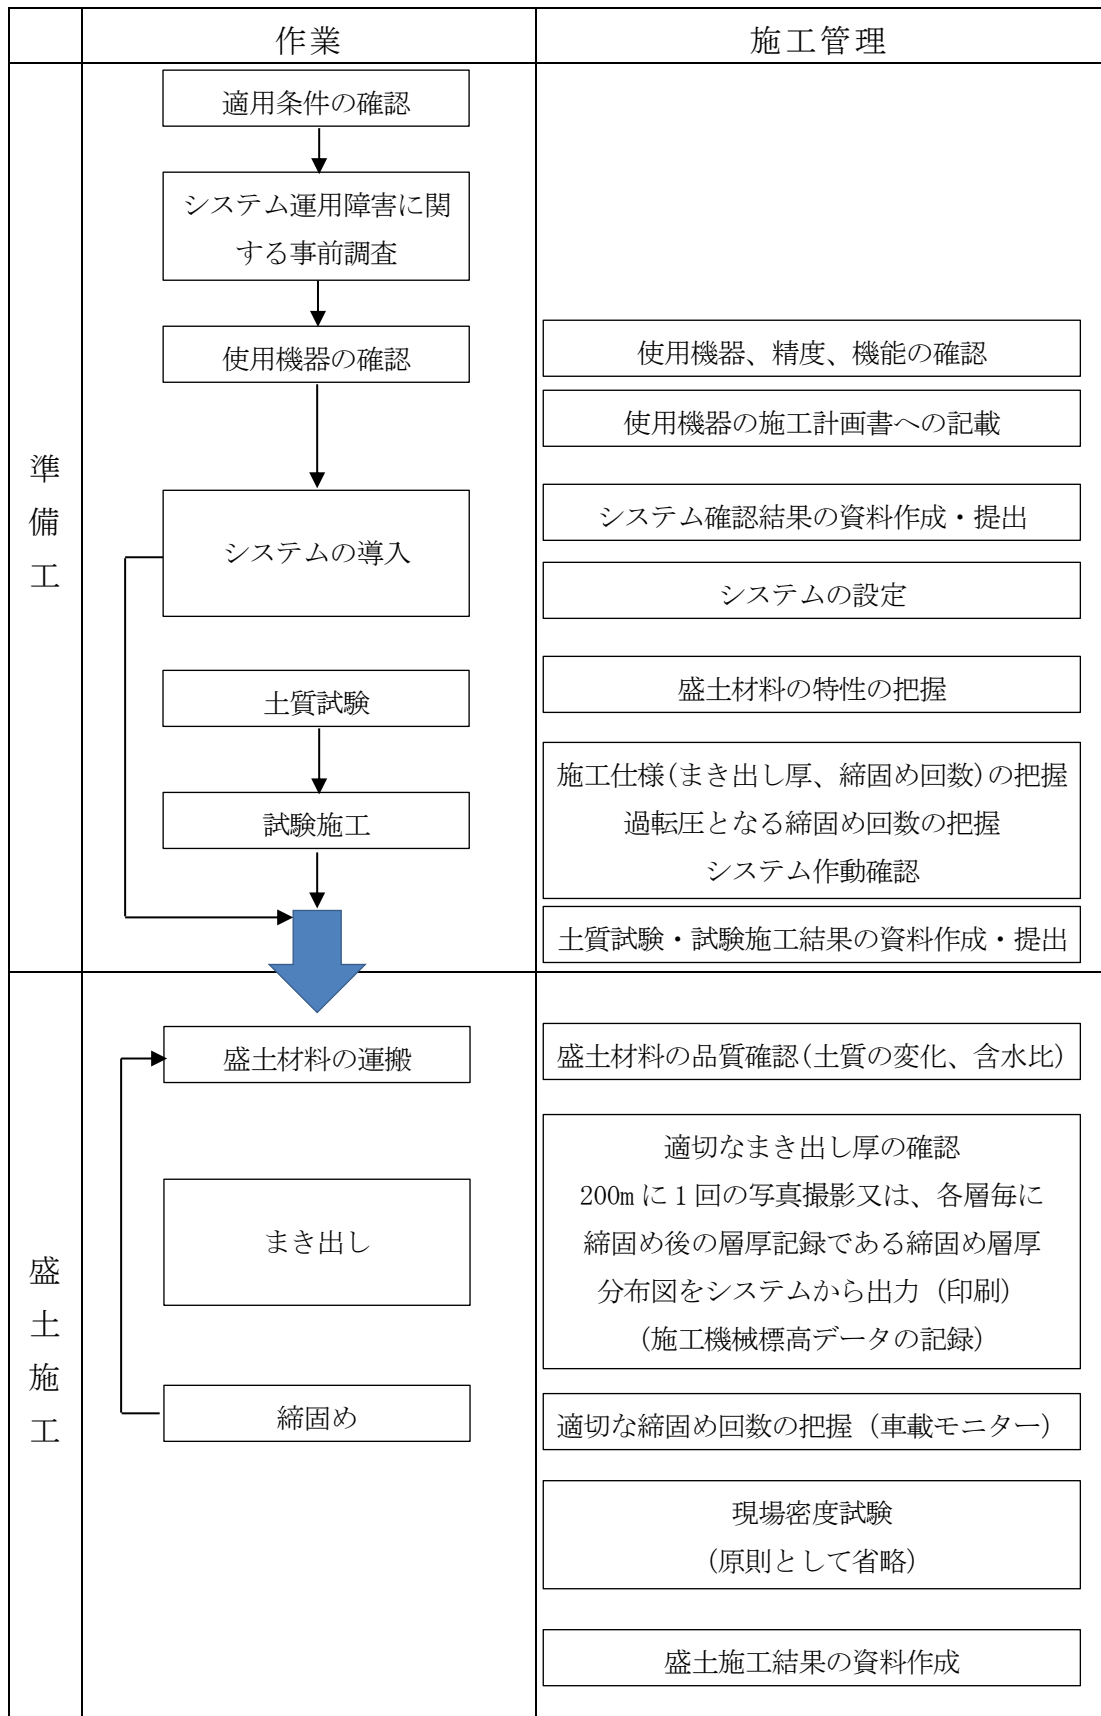 作業
施工管理
準備工
適用条件の確認
システム運用障害に関
する事前調査
使用機器の確認
使用機器、精度、機能の確認
使用機器の施工計画書への記載
システムの導入
システム確認結果の資料作成・提出
システムの設定
土質試験
盛土材料の特性の把握
試験施工
施工仕様(まき出し厚、締固め回数)の把握
過転圧となる締固め回数の把握
システム作動確認
土質試験・試験施工結果の資料作成・提出
盛土施工
盛土材料の運搬
盛土材料の品質確認(土質の変化、含水比)
まき出し
適切なまき出し厚の確認
200m に 1 回の写真撮影又は、各層毎に
締固め後の層厚記録である締固め層厚
分布図をシステムから出力（印刷）
(施工機械標高データの記録)
締固め
適切な締固め回数の把握（車載モニター）
現場密度試験
(原則として省略)
盛土施工結果の資料作成